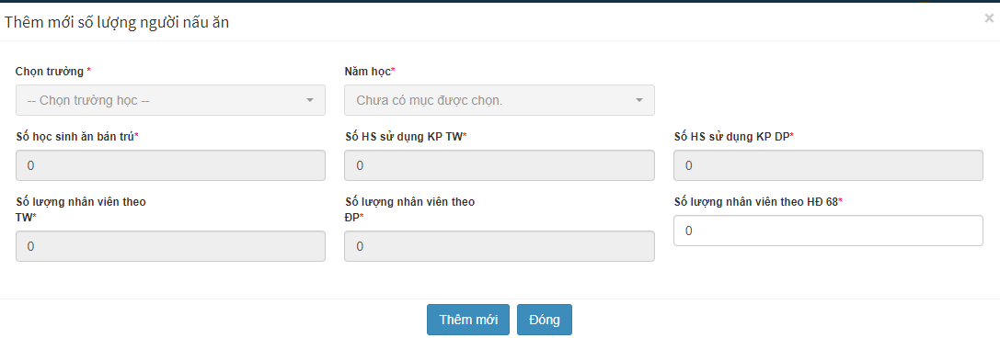 Thêm mới số lượng người nấu ăn
×
Chọn trường *
Năm học*
-- Chọn trường học --
Chưa có mục được chọn.
Số học sinh ăn bán trú*
Số HS sử dụng KP TW*
Số HS sử dụng KP DP*
0
0
0
Số lượng nhân viên theo
TW*
Số lượng nhân viên theo
ĐP*
Số lượng nhân viên theo HĐ 68*
0
0
0
Thêm mới
Đóng